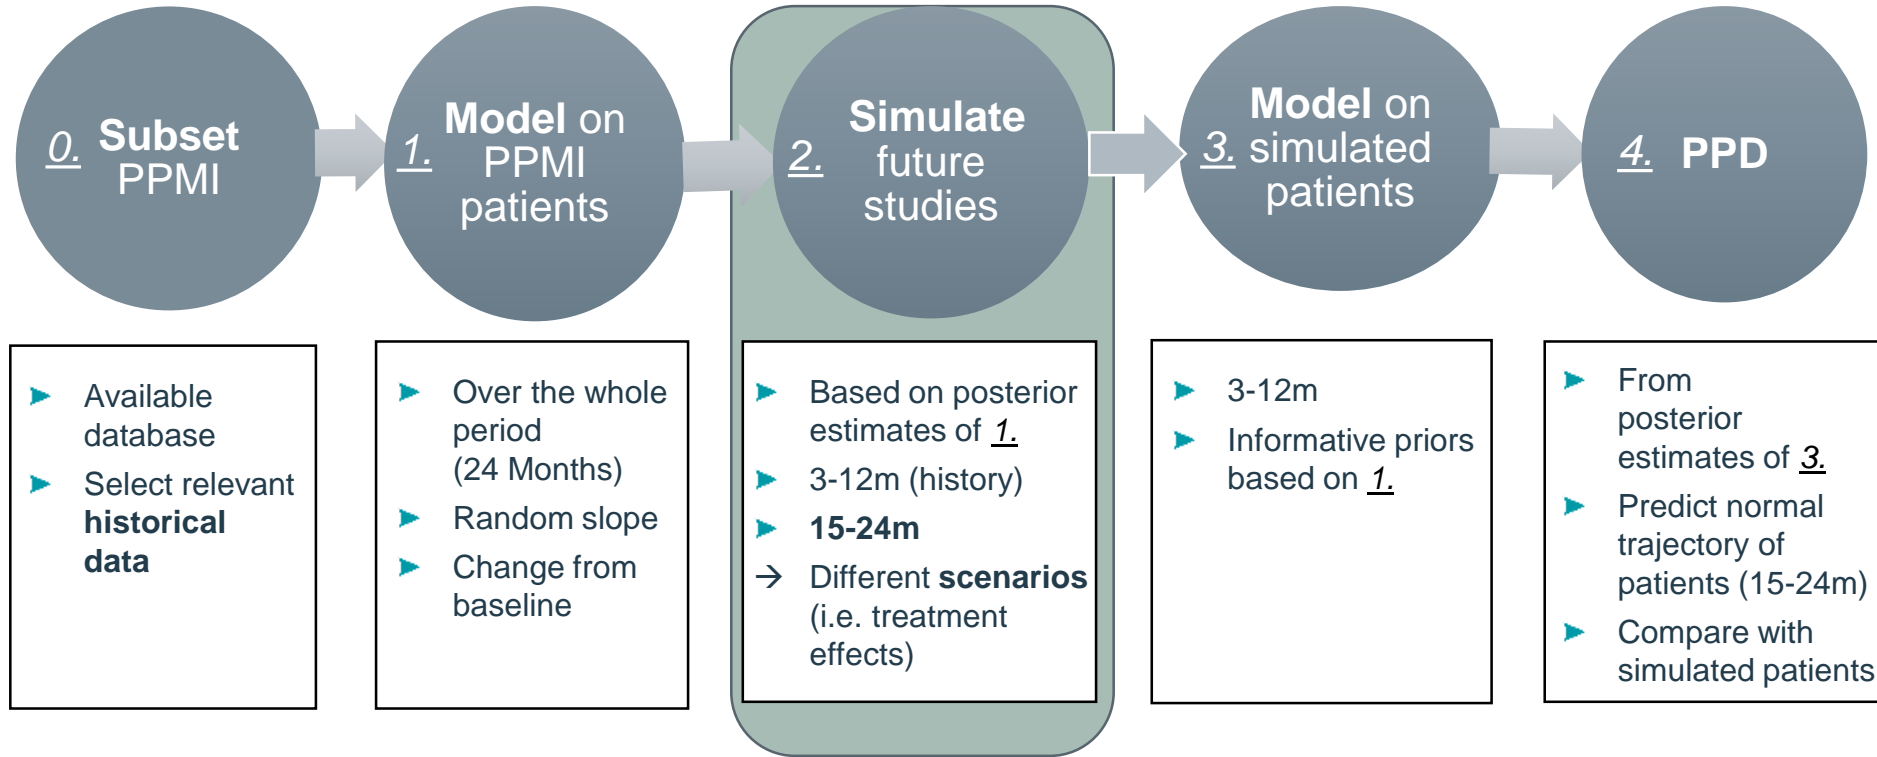 0. Subset
PPMI
1. Model on
PPMI
patients
2. Simulate
future
studies
3. Model on
simulated
patients
4. PPD
Available
database
Select relevant
historical
data
Over the whole
period
(24 Months)
Random slope
Change from
baseline
Based on posterior
estimates of 1.
3-12m (history)
15-24m
→ Different scenarios
(i.e. treatment
effects)
3-12m
Informative priors
based on 1.
From
posterior
estimates of 3.
Predict normal
trajectory of
patients (15-24m)
Compare with
simulated patients